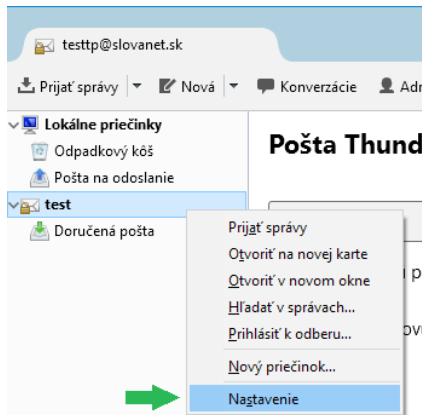 testtp@slovanet.sk
Prijať správy Nová Konverzácie
Lokálne priečinky
Odpadkový kôš
Pošta na odoslanie
test
Doručená pošta
Pošta Thund
Prijať správy
Otvoriť na novej karte
Otvoriť v novom okne
Hľadať v správach...
Prihlásiť k odberu...
Nový priečinok...
Nastavenie